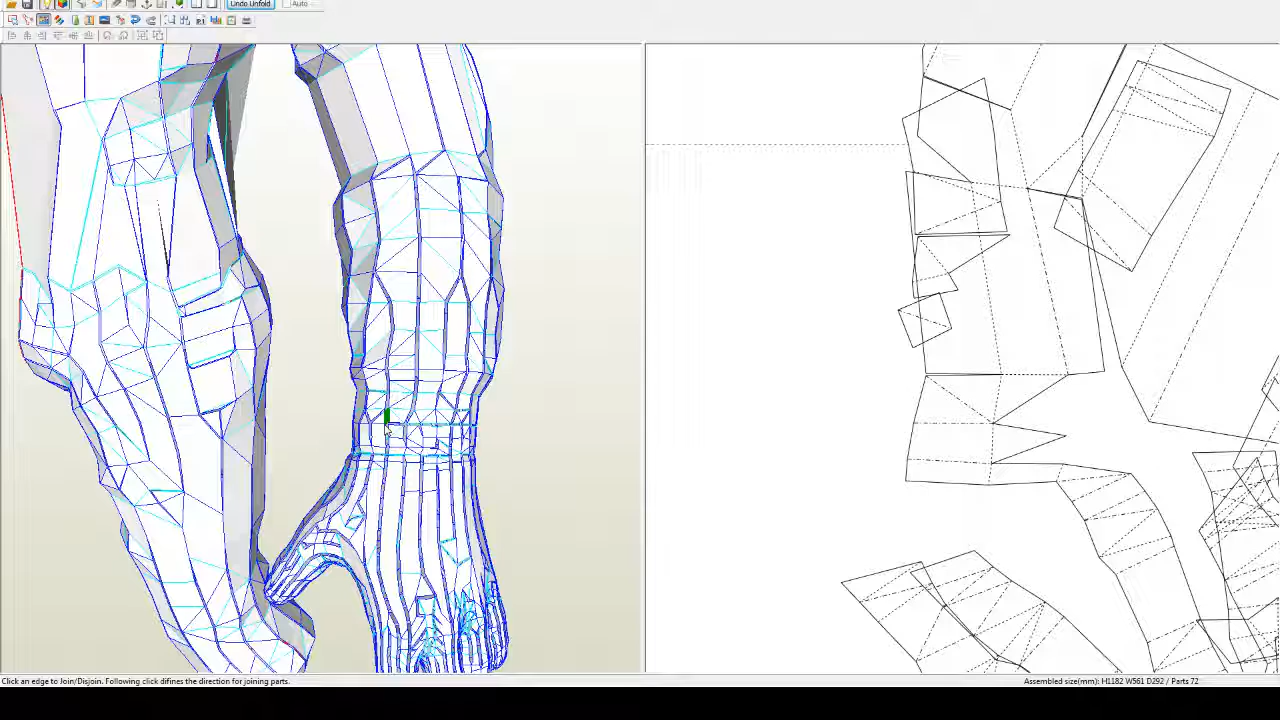 Undo Unfold
Auto
Click an edge to Join/Disjoin. Following click difines the direction for joining parts.
Assembled size(mm): H1182 W561 D292 / Parts 72